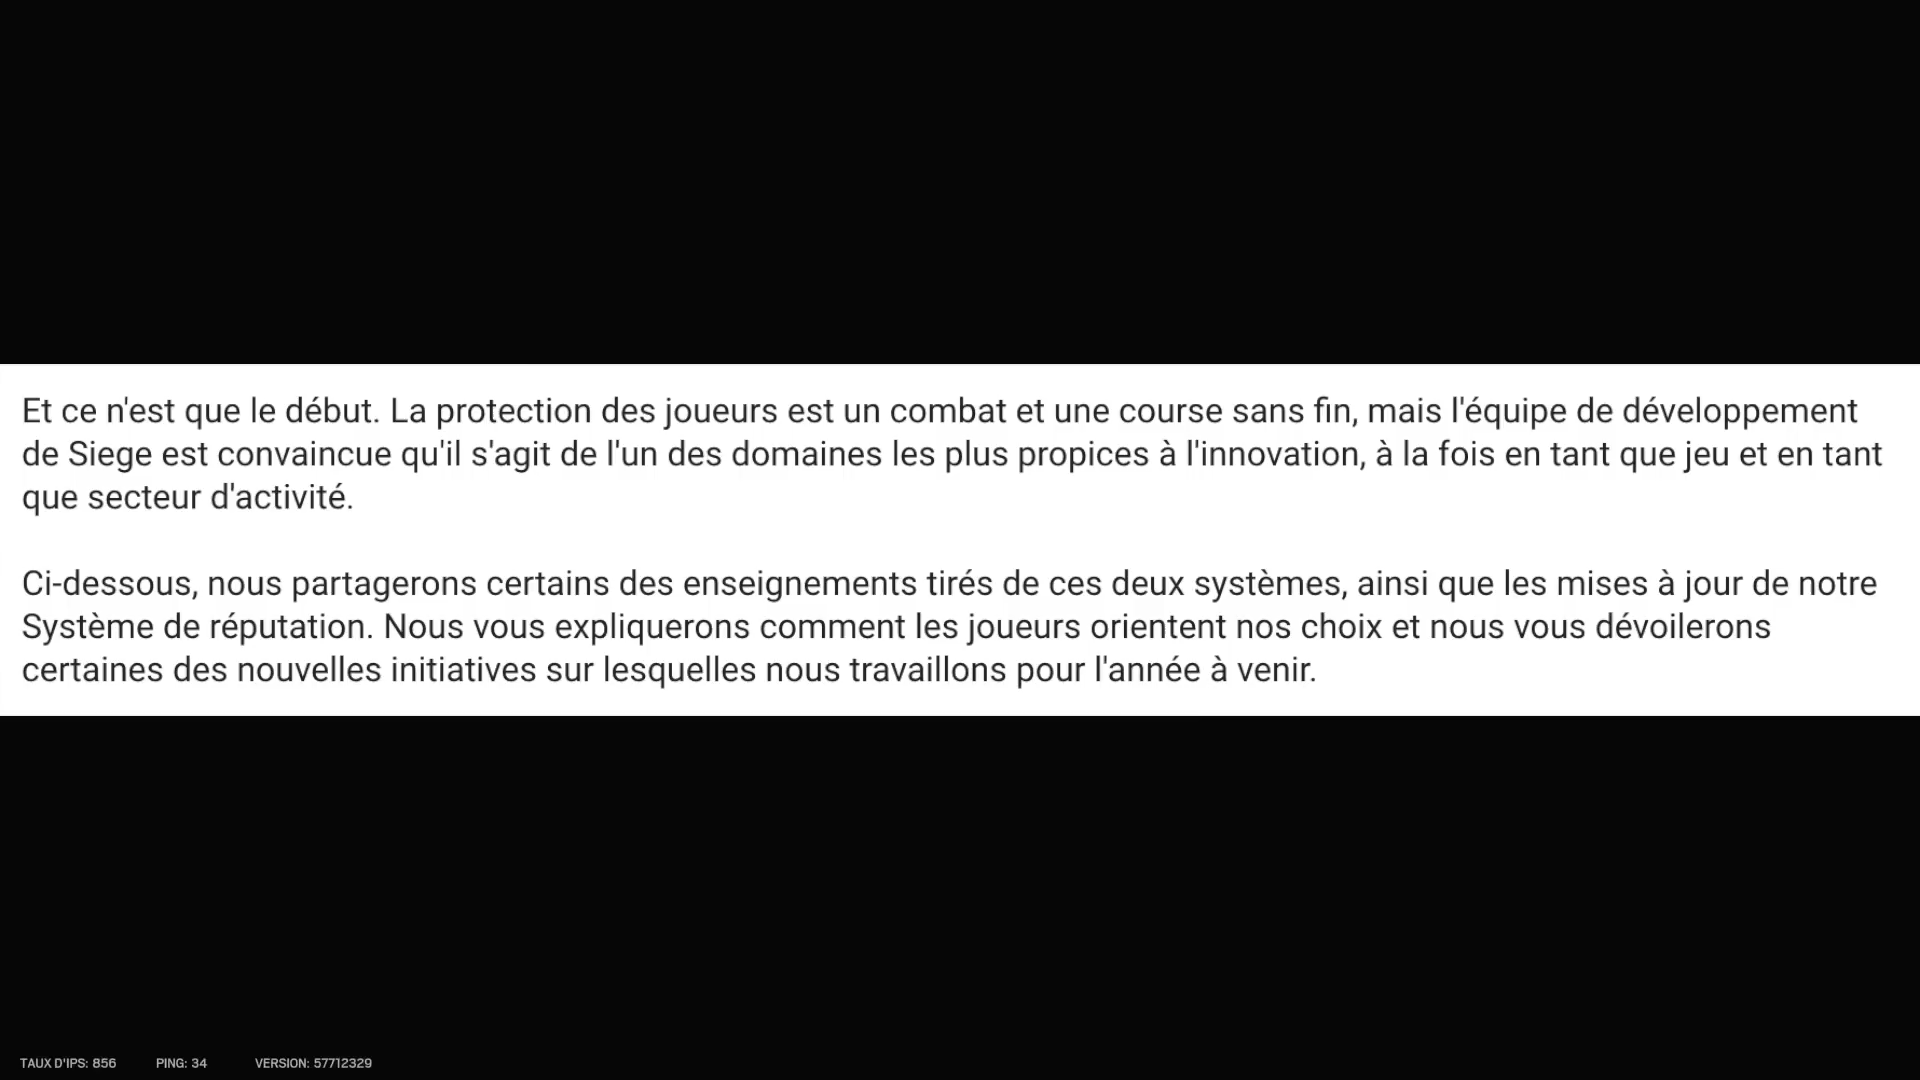 Et ce n'est que le début. La protection des joueurs est un combat et une course sans fin, mais l'équipe de développement
de Siege est convaincue qu'il s'agit de l'un des domaines les plus propices à l'innovation, à la fois en tant que jeu et en tant
que secteur d'activité.
Ci-dessous, nous partagerons certains des enseignements tirés de ces deux systèmes, ainsi que les mises à jour de notre
Système de réputation. Nous vous expliquerons comment les joueurs orientent nos choix et nous vous dévoilerons
certaines des nouvelles initiatives sur lesquelles nous travaillons pour l'année à venir.
TAUX D'IPS: 856 PING: 34 VERSION: 57712329